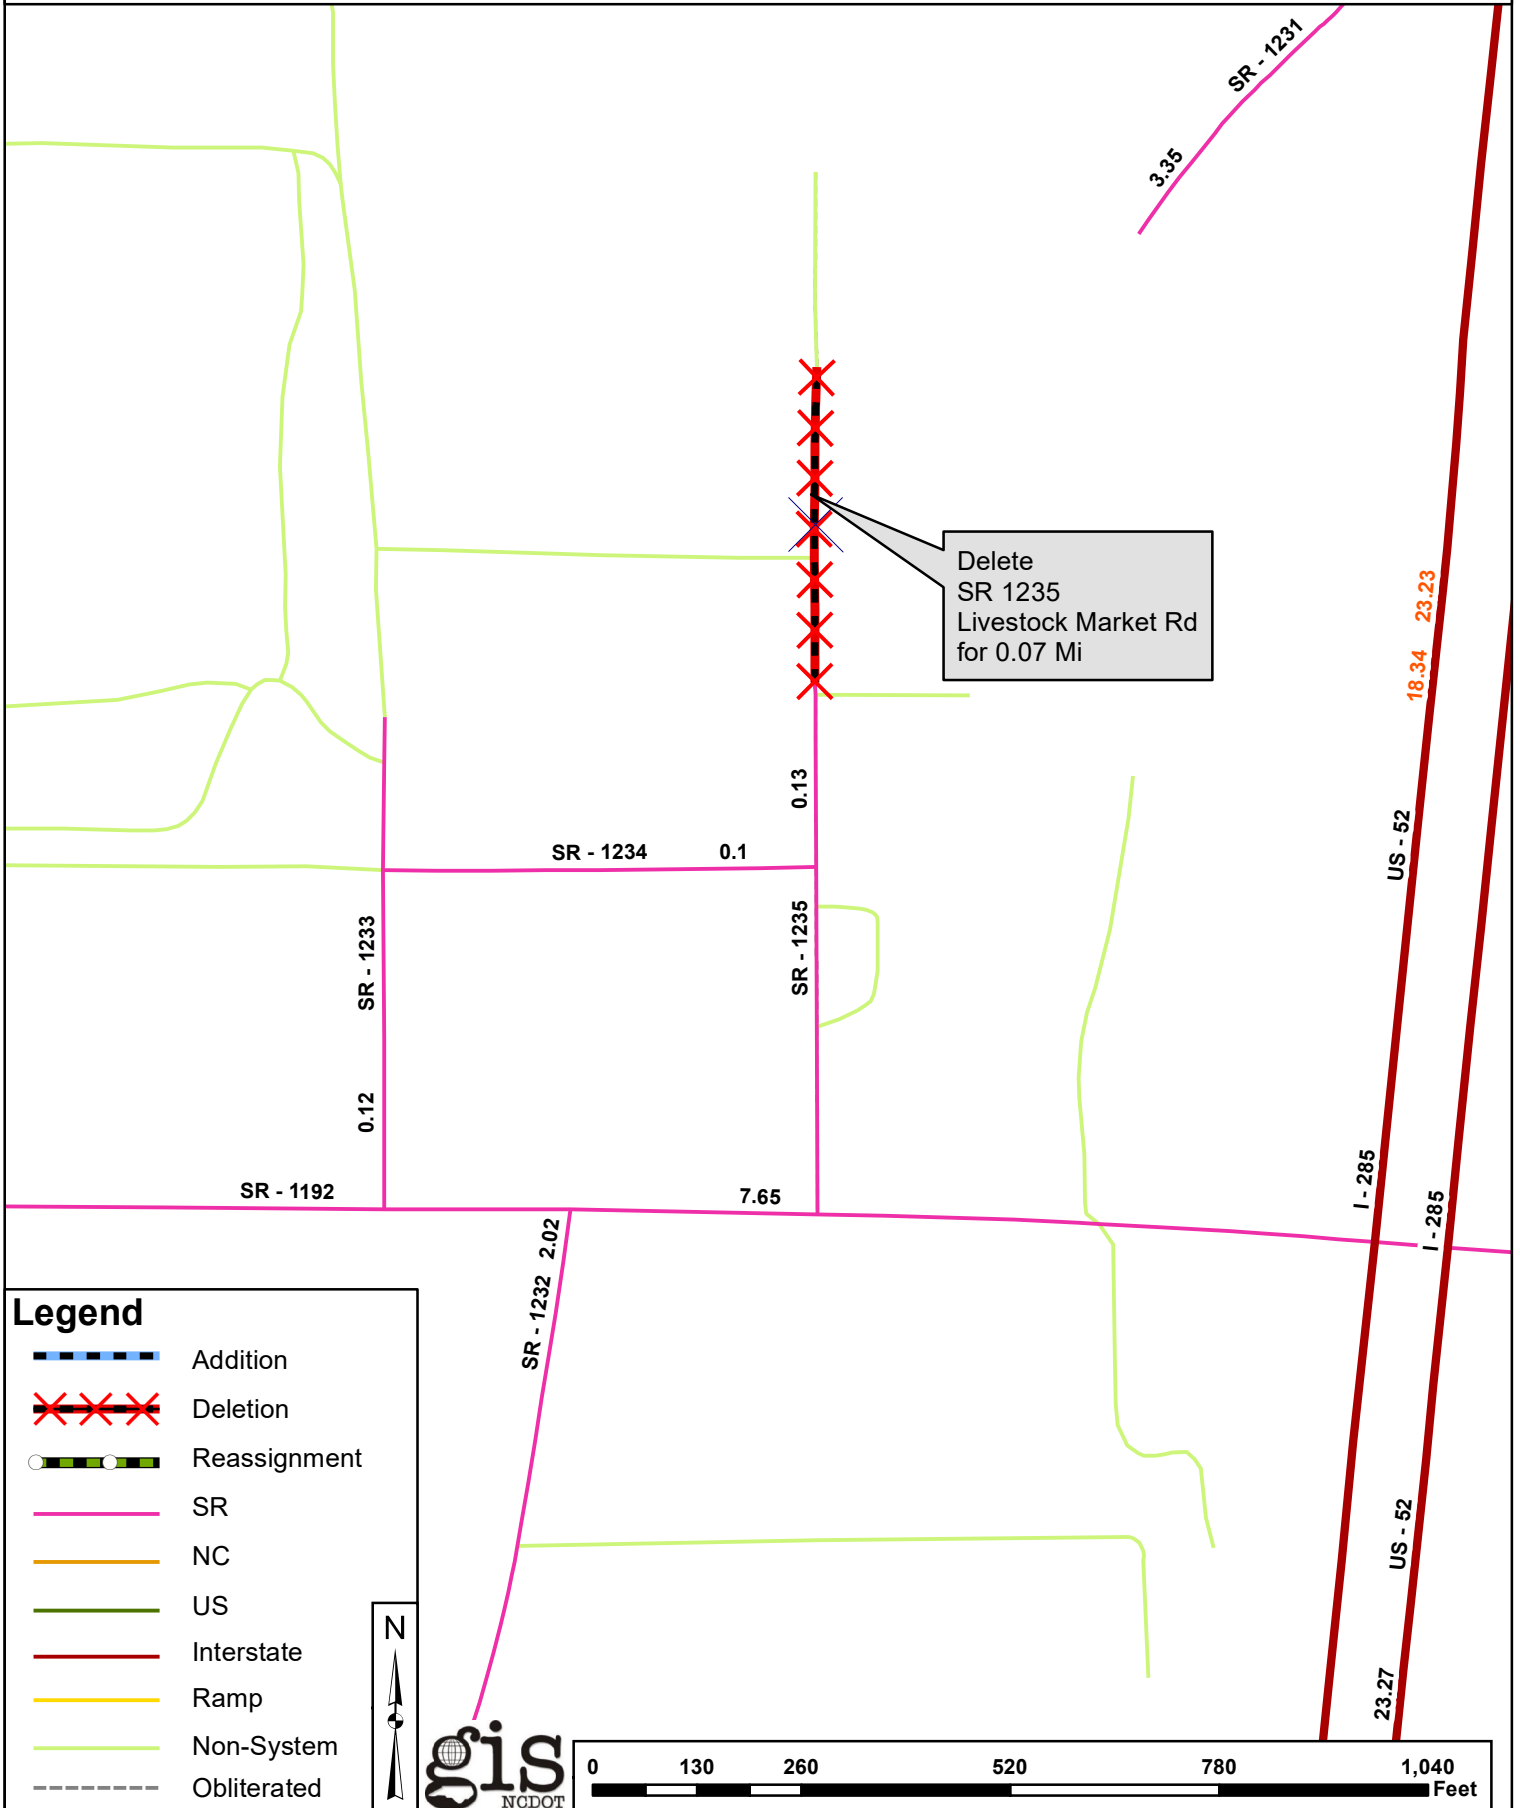 SR - 1231
3.35
Delete
SR 1235
Livestock Market Rd
for 0.07 Mi
23.23
18.34
US - 52
0.13
SR - 1234
0.1
SR - 1233
SR - 1235
0.12
I - 285
I - 285
SR - 1192
7.65
2.02
SR - 1232
US - 52
23.27
Legend
Addition
Deletion
Reassignment
SR
NC
US
Interstate
Ramp
Non-System
Obliterated
N
gis
NCDOT
0 130 260 520 780 1,040
Feet